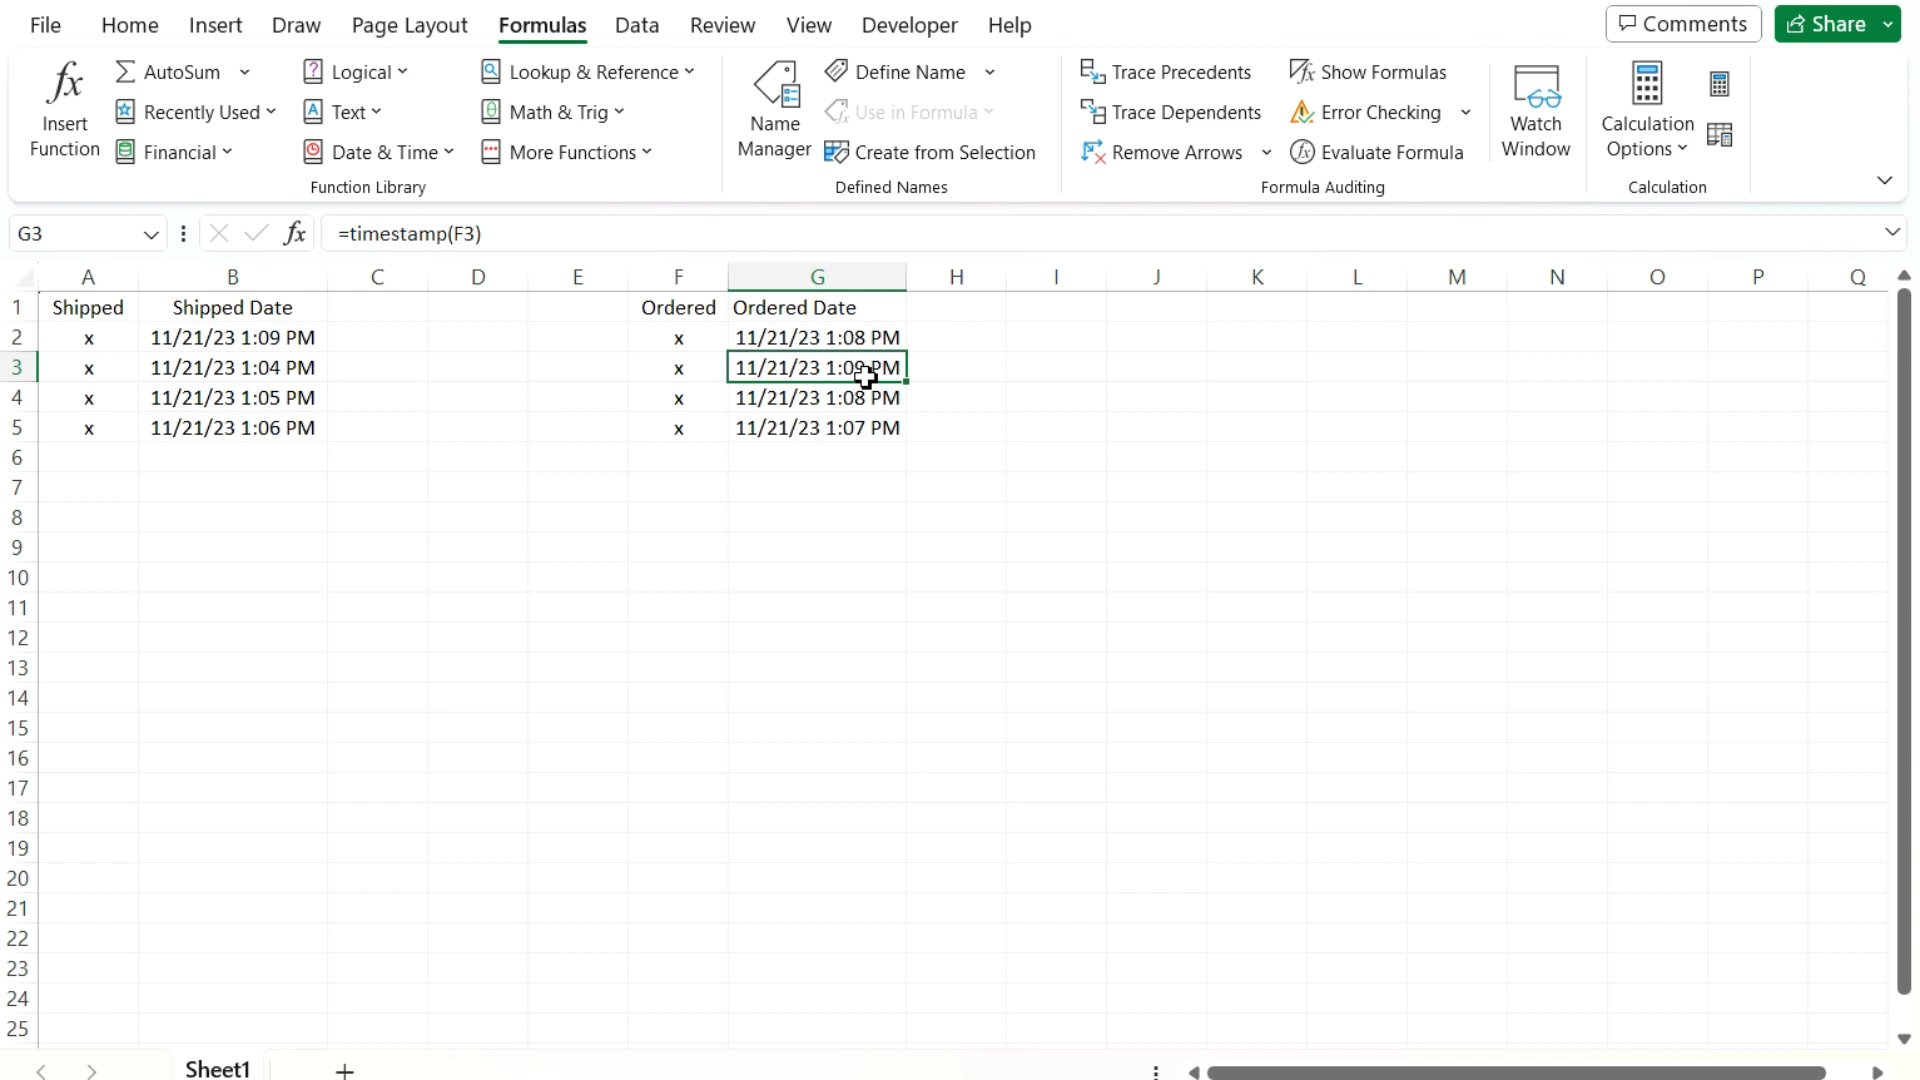 File Home Insert Draw Page Layout Formulas Data Review View Developer Help Comments Share
AutoSum Logical Lookup & Reference Define Name Trace Precedents Show Formulas
Recently Used Text Math & Trig Use in Formula Trace Dependents Error Checking
Insert Function
Name Manager
Watch Window
Calculation Options
Financial Date & Time More Functions Create from Selection Remove Arrows Evaluate Formula
Function Library Defined Names Formula Auditing Calculation
G3 fx =timestamp(F3)
A B C D E F G H I J K L M N O P Q
1 Shipped Shipped Date Ordered Ordered Date
2 x 11/21/23 1:09 PM x 11/21/23 1:08 PM
3 x 11/21/23 1:04 PM x 11/21/23 1:09 PM
4 x 11/21/23 1:05 PM x 11/21/23 1:08 PM
5 x 11/21/23 1:06 PM x 11/21/23 1:07 PM
6
7
8
9
10
11
12
13
14
15
16
17
18
19
20
21
22
23
24
25
Sheet1